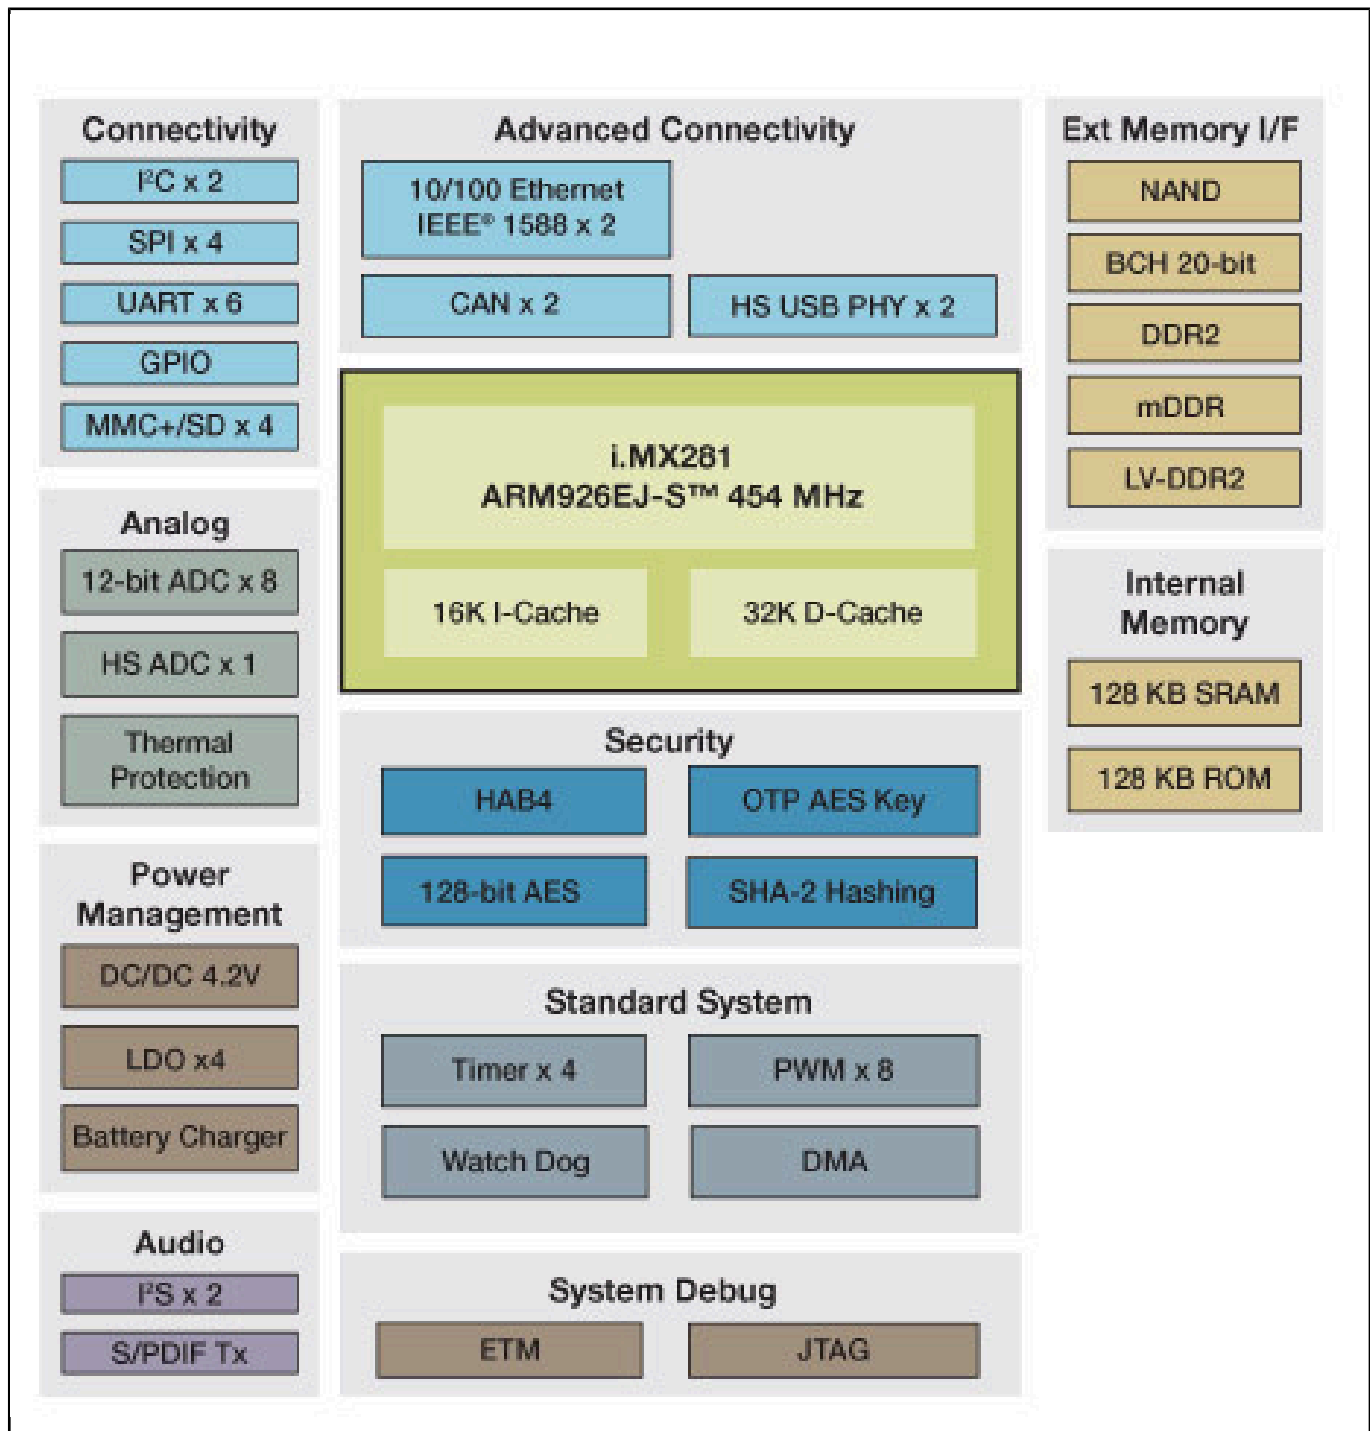 Connectivity
I²C x 2
SPI x 4
UART x 6
GPIO
MMC+/SD x 4
Analog
12-bit ADC x 8
HS ADC x 1
Thermal
Protection
Power
Management
DC/DC 4.2V
LDO x4
Battery Charger
Audio
I²S x 2
S/PDIF Tx
Advanced Connectivity
10/100 Ethernet
IEEE® 1588 x 2
CAN x 2
HS USB PHY x 2
i.MX281
ARM926EJ-S™ 454 MHz
16K I-Cache
32K D-Cache
Security
HAB4
OTP AES Key
128-bit AES
SHA-2 Hashing
Standard System
Timer x 4
PWM x 8
Watch Dog
DMA
System Debug
ETM
JTAG
Ext Memory I/F
NAND
BCH 20-bit
DDR2
mDDR
LV-DDR2
Internal
Memory
128 KB SRAM
128 KB ROM